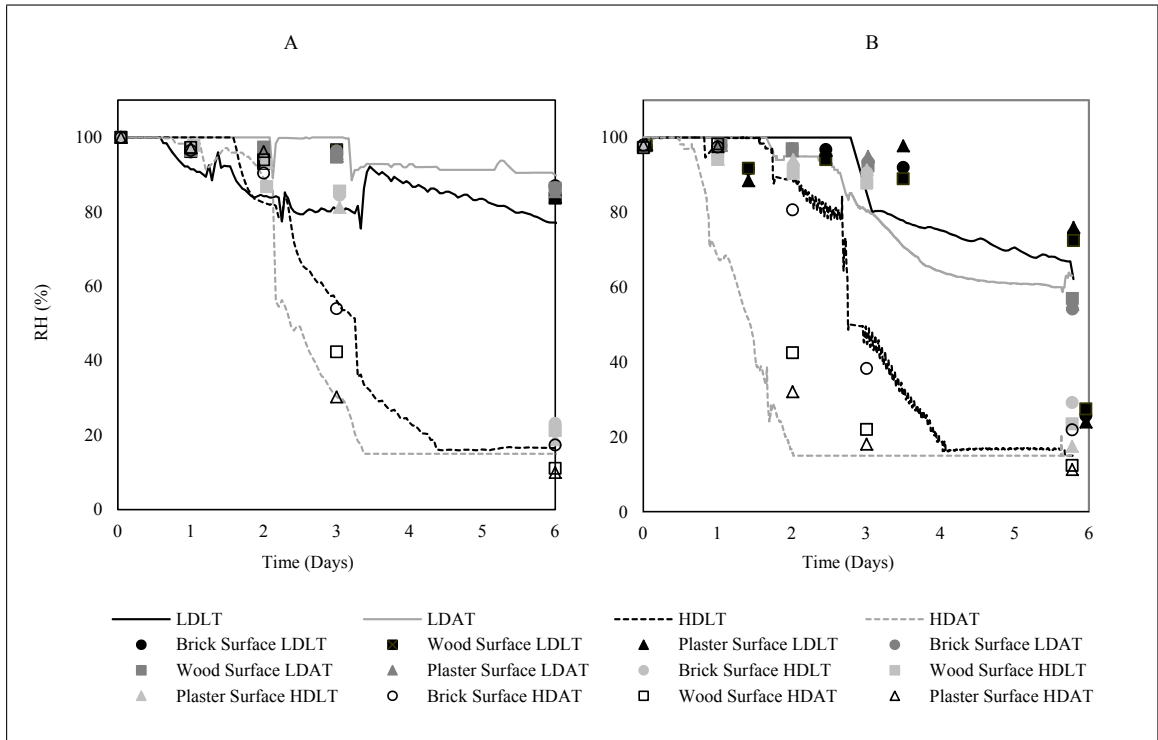 A
B
RH (%)
100
80
60
40
20
0
0 1 2 3 4 5 6
Time (Days)
100
80
60
40
20
0
0 1 2 3 4 5 6
Time (Days)
LDLT LDAT HDLT HDAT
Brick Surface LDLT Wood Surface LDLT Plaster Surface LDLT Brick Surface LDAT
Wood Surface LDAT Plaster Surface LDAT Brick Surface HDLT Wood Surface HDLT
Plaster Surface HDLT Brick Surface HDAT Wood Surface HDAT Plaster Surface HDAT